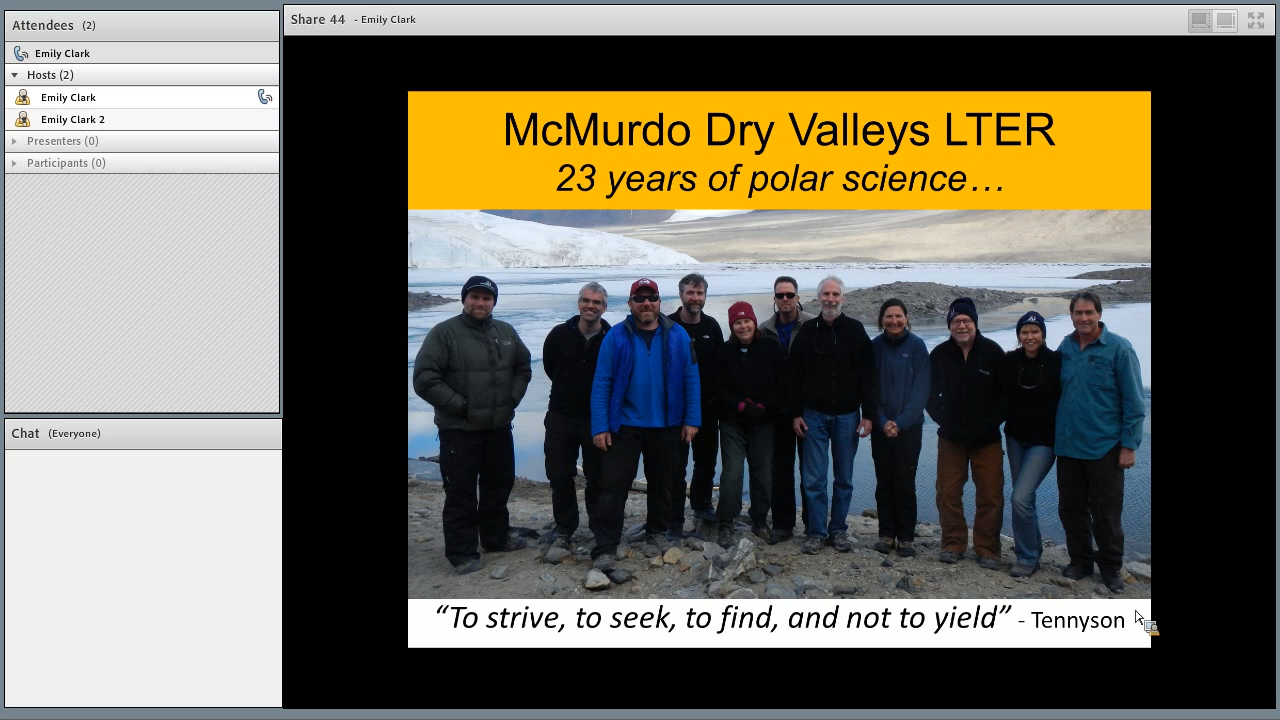 Attendees (2)
Emily Clark
Hosts (2)
Emily Clark
Emily Clark 2
Presenters (0)
Participants (0)
Chat (Everyone)
Share 44 - Emily Clark
McMurdo Dry Valleys LTER
23 years of polar science…
“To strive, to seek, to find, and not to yield” - Tennyson